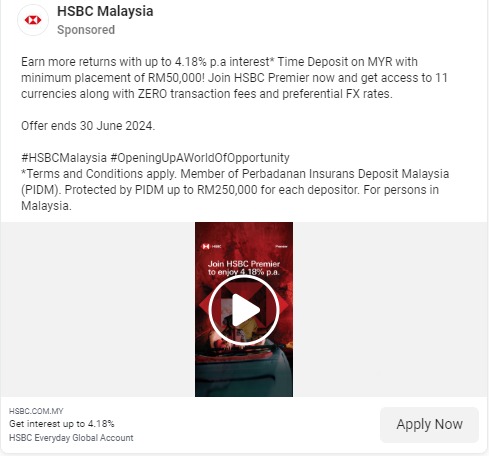 HSBC Malaysia
Sponsored
Earn more returns with up to 4.18% p.a interest* Time Deposit on MYR with
minimum placement of RM50,000! Join HSBC Premier now and get access to 11
currencies along with ZERO transaction fees and preferential FX rates.
Offer ends 30 June 2024.
#HSBCMalaysia #OpeningUpAWorldOfOpportunity
*Terms and Conditions apply. Member of Perbadanan Insurans Deposit Malaysia
(PIDM). Protected by PIDM up to RM250,000 for each depositor. For persons in
Malaysia.
HSBC Premier
Join HSBC Premier
to enjoy 4.18% p.a.
HSBC.COM.MY
Get interest up to 4.18%
HSBC Everyday Global Account
Apply Now